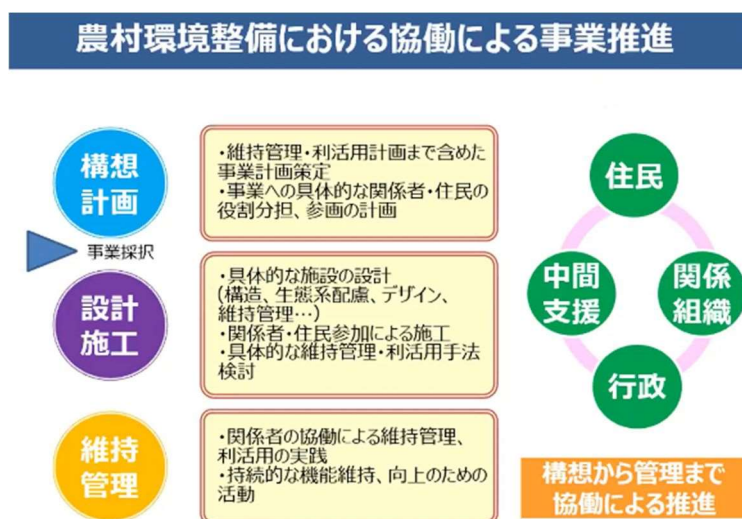 農村環境整備における協働による事業推進
構想
計画
・維持管理・利活用計画まで含めた
事業計画策定
・事業への具体的な関係者・住民の
役割分担、参画の計画
事業採択
設計
施工
・具体的な施設の設計
(構造、生態系配慮、デザイン、
維持管理…)
・関係者・住民参加による施工
・具体的な維持管理・利活用手法
検討
維持
管理
・関係者の協働による維持管理、
利活用の実践
・持続的な機能維持、向上のための
活動
住民
中間
支援
関係
組織
行政
構想から管理まで
協働による推進